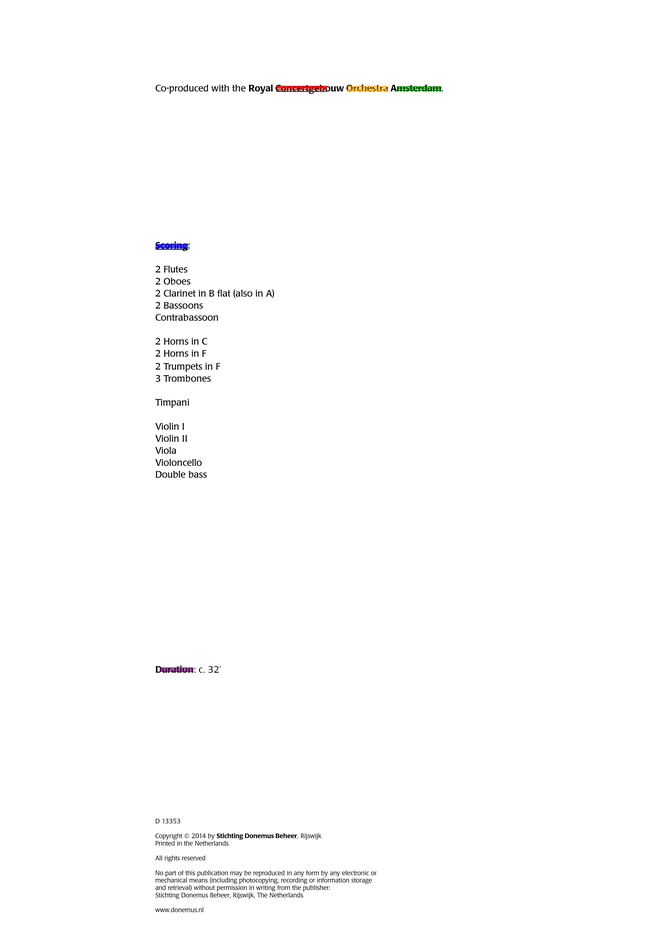 Co-produced with the Royal Concertgebouw Orchestra Amsterdam.
Scoring:
2 Flutes
2 Oboes
2 Clarinet in B flat (also in A)
2 Bassoons
Contrabassoon
2 Horns in C
2 Horns in F
2 Trumpets in F
3 Trombones
Timpani
Violin I
Violin II
Viola
Violoncello
Double bass
Duration: c. 32'
D 13353
Copyright © 2014 by Stichting Donemus Beheer, Rijswijk
Printed in the Netherlands
All rights reserved
No part of this publication may be reproduced in any form by any electronic or
mechanical means (including photocopying, recording or information storage
and retrieval) without permission in writing from the publisher:
Stichting Donemus Beheer, Rijswijk, The Netherlands
www.donemus.nl